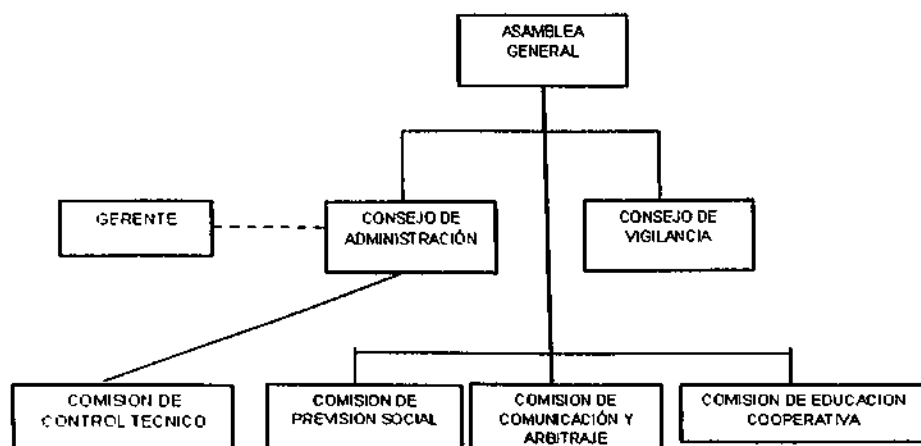 ASAMBLEA
GENERAL
GERENTE
CONSEJO DE
ADMINISTRACIÓN
CONSEJO DE
VIGILANCIA
COMISION DE
CONTROL TECNICO
COMISION DE
PREVISION SOCIAL
COMISION DE
COMUNICACIÓN Y
ARBITRAJE
COMISION DE EDUCACION
COOPERATIVA